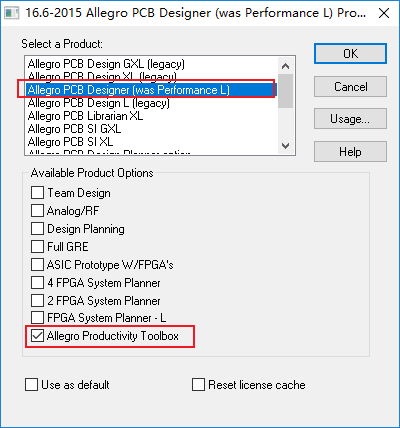 16.6-2015 Allegro PCB Designer (was Performance L) Pro...
Select a Product:
Allegro PCB Design GXL (legacy)
Allegro PCB Design XL (legacy)
Allegro PCB Designer (was Performance L)
Allegro PCB Design L (legacy)
Allegro PCB Librarian XL
Allegro PCB SI GXL
Allegro PCB SI XL
OK
Cancel
Usage...
Help
Available Product Options
Team Design
Analog/RF
Design Planning
Full GRE
ASIC Prototype W/FPGA's
4 FPGA System Planner
2 FPGA System Planner
FPGA System Planner - L
Allegro Productivity Toolbox
Use as default
Reset license cache